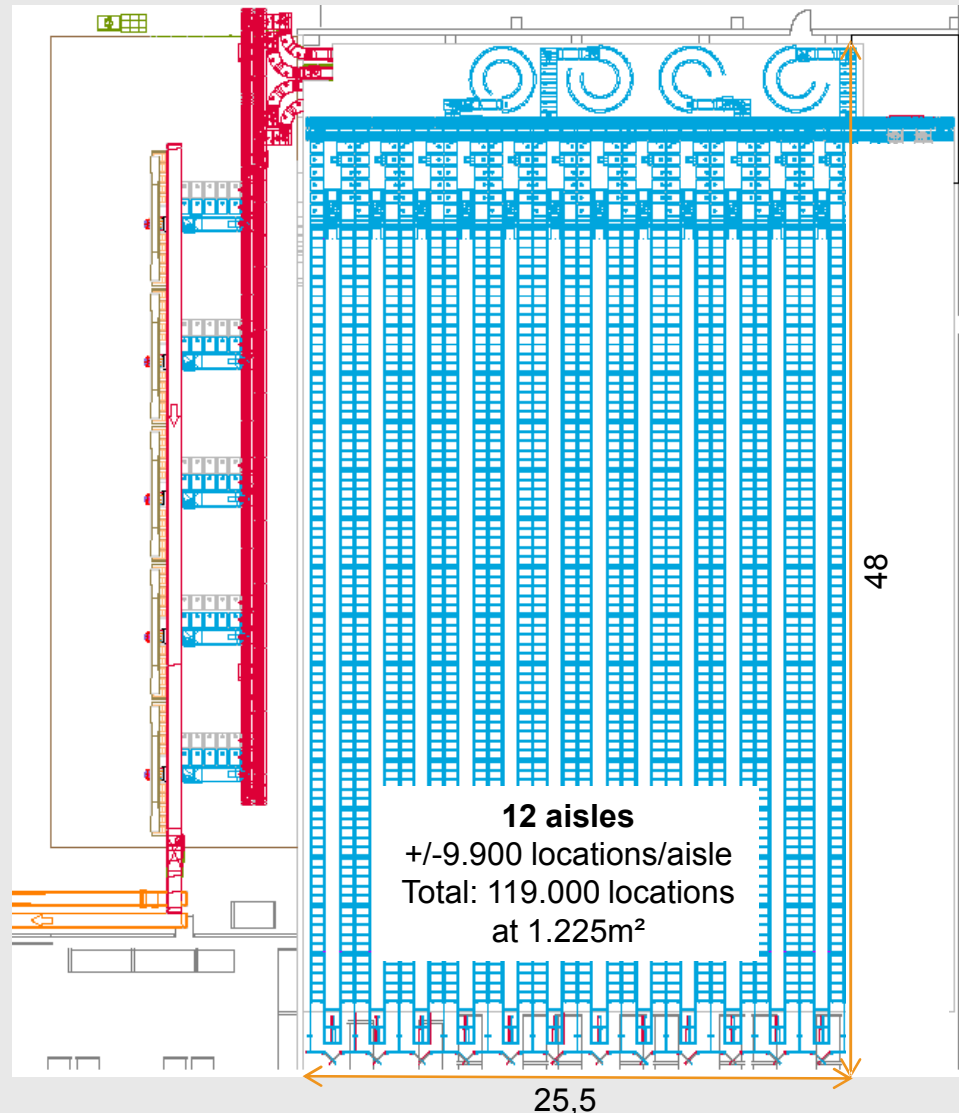 48
12 aisles
+/-9.900 locations/aisle
Total: 119.000 locations
at 1.225m²
25,5